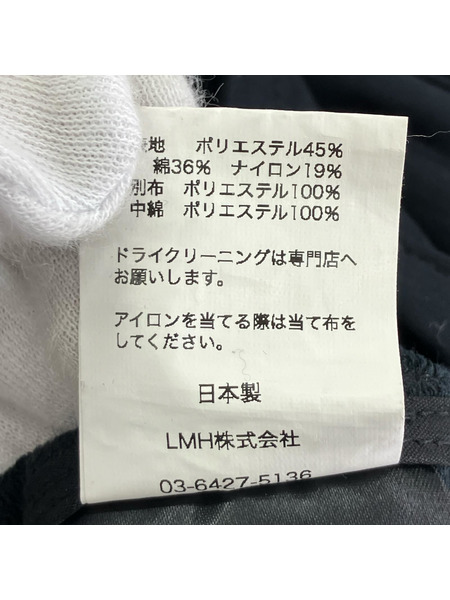 地 ポリエステル45%
綿36% ナイロン19%
別布 ポリエステル100%
中綿 ポリエステル100%
ドライクリーニングは専門店へ
お願いします。
アイロンを当てる際は当て布を
してください。
日本製
LMH株式会社
03-6427-5136